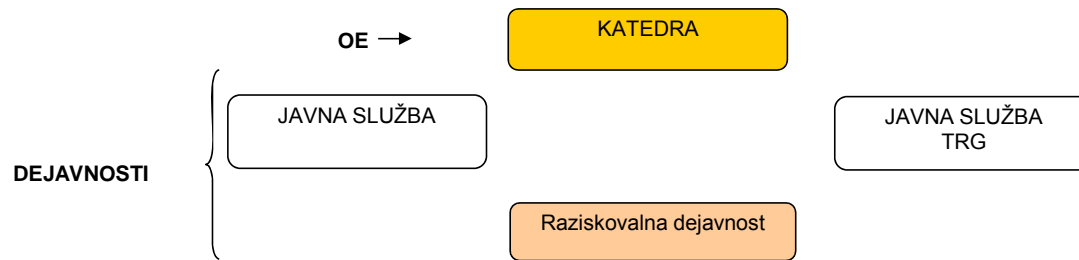 OE
KATEDRA
JAVNA SLUŽBA
JAVNA SLUŽBA
TRG
DEJAVNOSTI
Raziskovalna dejavnost